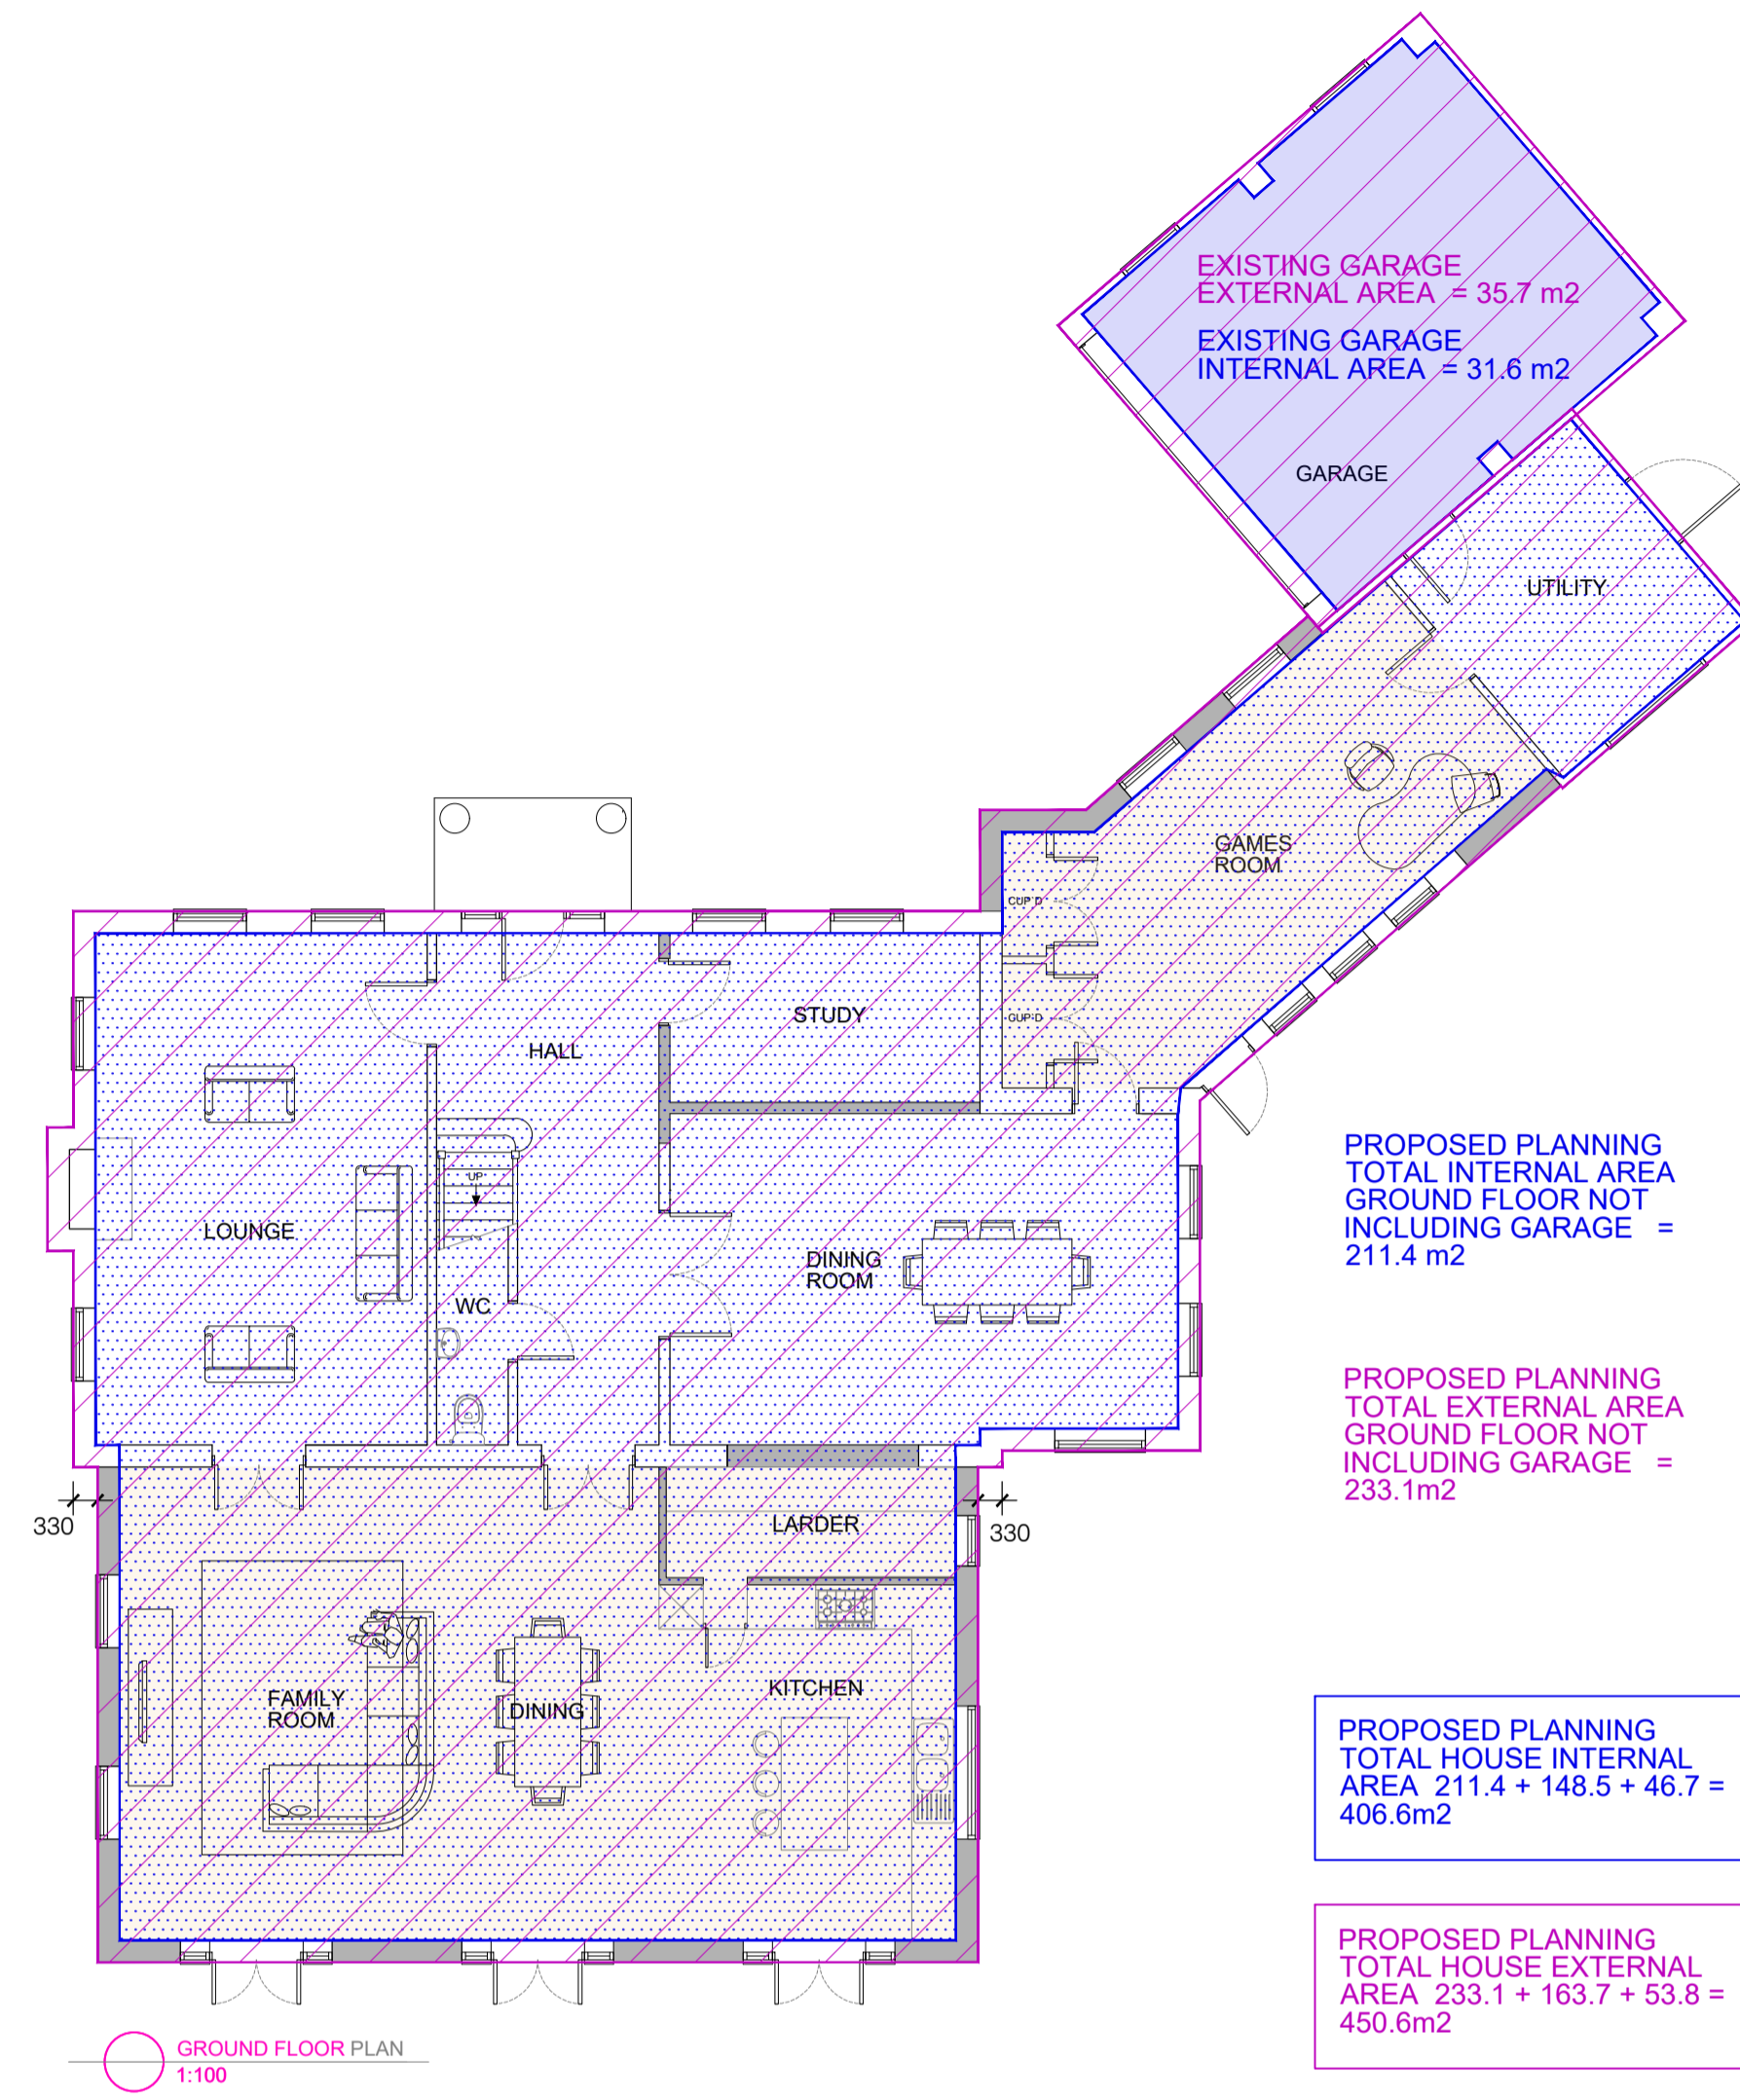 EXISTING GARAGE
EXTERNAL AREA = 35.7 m2
EXISTING GARAGE
INTERNAL AREA = 31.6 m2
GARAGE
UTILITY
GAMES
ROOM
CUP'D
CUP'D
STUDY
HALL
UP
LOUNGE
WC
DINING
ROOM
PROPOSED PLANNING
TOTAL INTERNAL AREA
GROUND FLOOR NOT
INCLUDING GARAGE =
211.4 m2
PROPOSED PLANNING
TOTAL EXTERNAL AREA
GROUND FLOOR NOT
INCLUDING GARAGE =
233.1m2
330
330
LARDER
FAMILY
ROOM
DINING
KITCHEN
PROPOSED PLANNING
TOTAL HOUSE INTERNAL
AREA 211.4 + 148.5 + 46.7 =
406.6m2
PROPOSED PLANNING
TOTAL HOUSE EXTERNAL
AREA 233.1 + 163.7 + 53.8 =
450.6m2
GROUND FLOOR PLAN
1:100